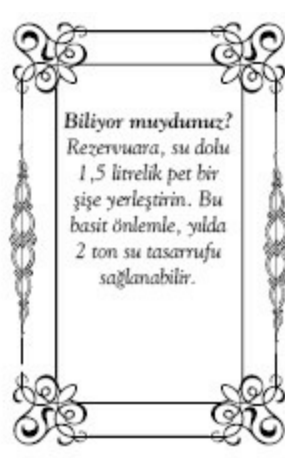 Biliyor muydunuz?
Rezervuara, su dolu
1,5 litrelik pet bir
şişe yerleştirin. Bu
basit önlemle, yılda
2 ton su tasarrufu
sağlanabilir.